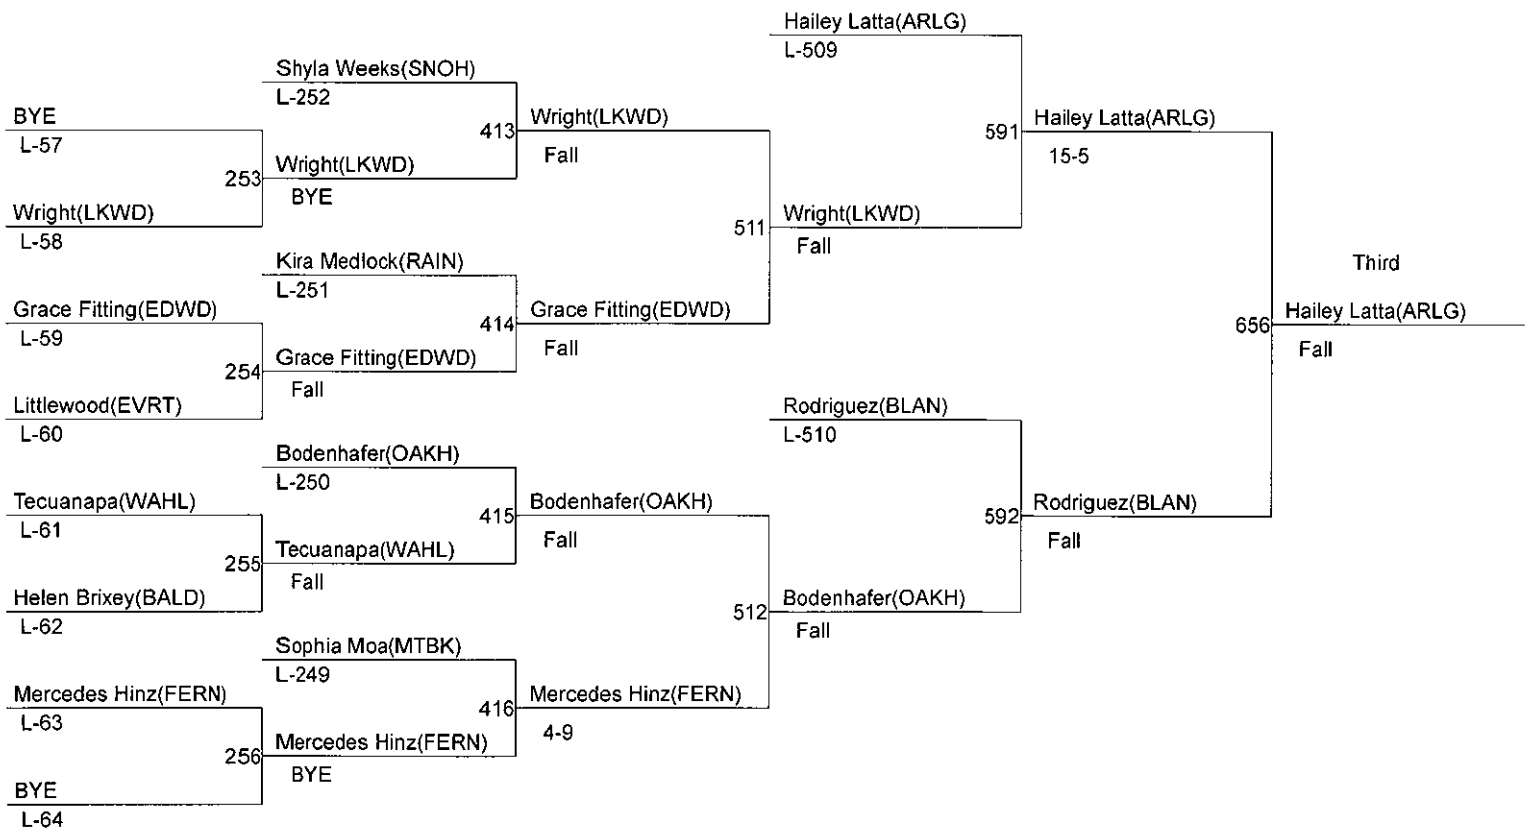 Hailey Latta(ARLG)
L-509
Shyla Weeks(SNOH)
L-252
BYE
L-57
413
Wright(LKWD)
Fall
591
Hailey Latta(ARLG)
15-5
253
Wright(LKWD)
BYE
Wright(LKWD)
L-58
511
Wright(LKWD)
Fall
Kira Medlock(RAIN)
L-251
Third
Grace Fitting(EDWD)
L-59
414
Grace Fitting(EDWD)
Fall
656
Hailey Latta(ARLG)
Fall
254
Grace Fitting(EDWD)
Fall
Littlewood(EVRT)
L-60
Rodriguez(BLAN)
L-510
Bodenhafer(OAKH)
L-250
Tecuanapa(WAHL)
L-61
415
Bodenhafer(OAKH)
Fall
592
Rodriguez(BLAN)
Fall
255
Tecuanapa(WAHL)
Fall
Helen Brixey(BALD)
L-62
512
Bodenhafer(OAKH)
Fall
Sophia Moa(MTBK)
L-249
Mercedes Hinz(FERN)
L-63
416
Mercedes Hinz(FERN)
4-9
256
Mercedes Hinz(FERN)
BYE
BYE
L-64